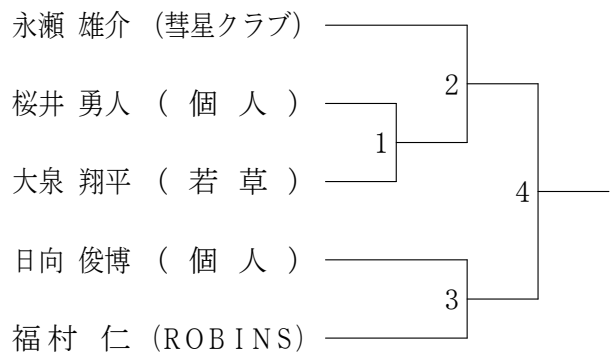 永瀬 雄介 (彗星クラブ)
2
桜井 勇人 ( 個 人 )
1
大泉 翔平 ( 若 草 )
4
日向 俊博 ( 個 人 )
3
福村 仁 (ROBINS)